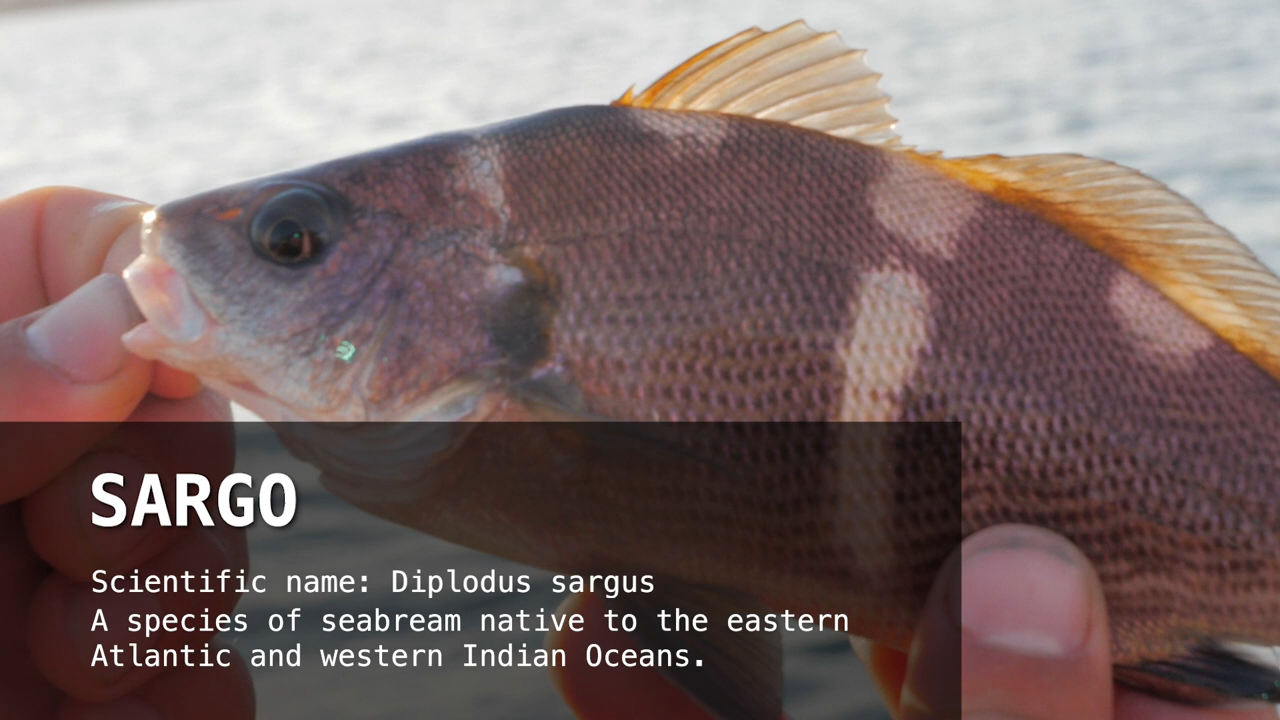 SARGO
Scientific name: Diplodus sargus
A species of seabream native to the eastern
Atlantic and western Indian Oceans.